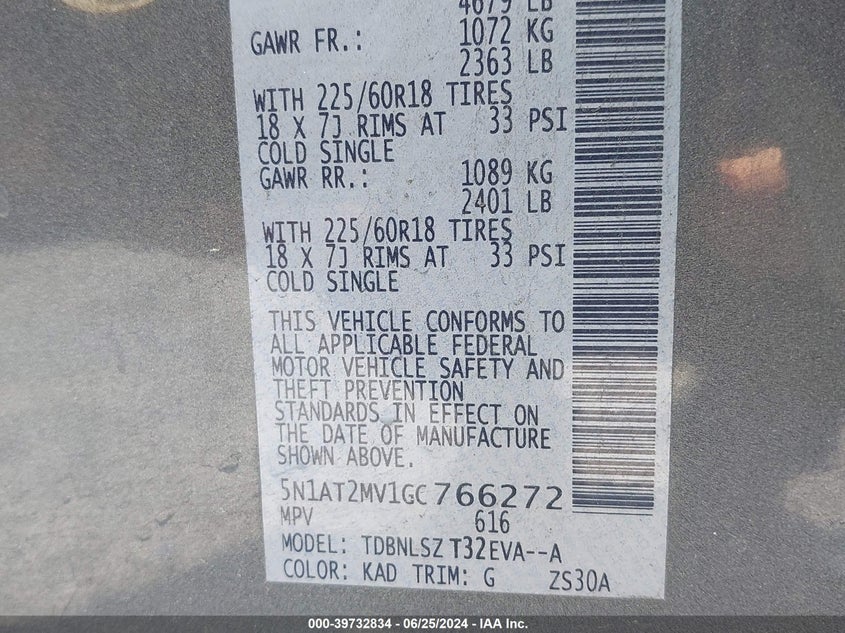 4679 LB
GAWR FR.: 1072 KG
2363 LB
WITH 225/60R18 TIRES
18 X 7J RIMS AT 33 PSI
COLD SINGLE
GAWR RR.: 1089 KG
2401 LB
WITH 225/60R18 TIRES
18 X 7J RIMS AT 33 PSI
COLD SINGLE
THIS VEHICLE CONFORMS TO
ALL APPLICABLE FEDERAL
MOTOR VEHICLE SAFETY AND
THEFT PREVENTION
STANDARDS IN EFFECT ON
THE DATE OF MANUFACTURE
SHOWN ABOVE.
5N1AT2MV1GC766272
MPV 616
MODEL: TDBNLSZ T32EVA--A
COLOR: KAD TRIM: G ZS30A
000-39732834 - 06/25/2024 - IAA Inc.